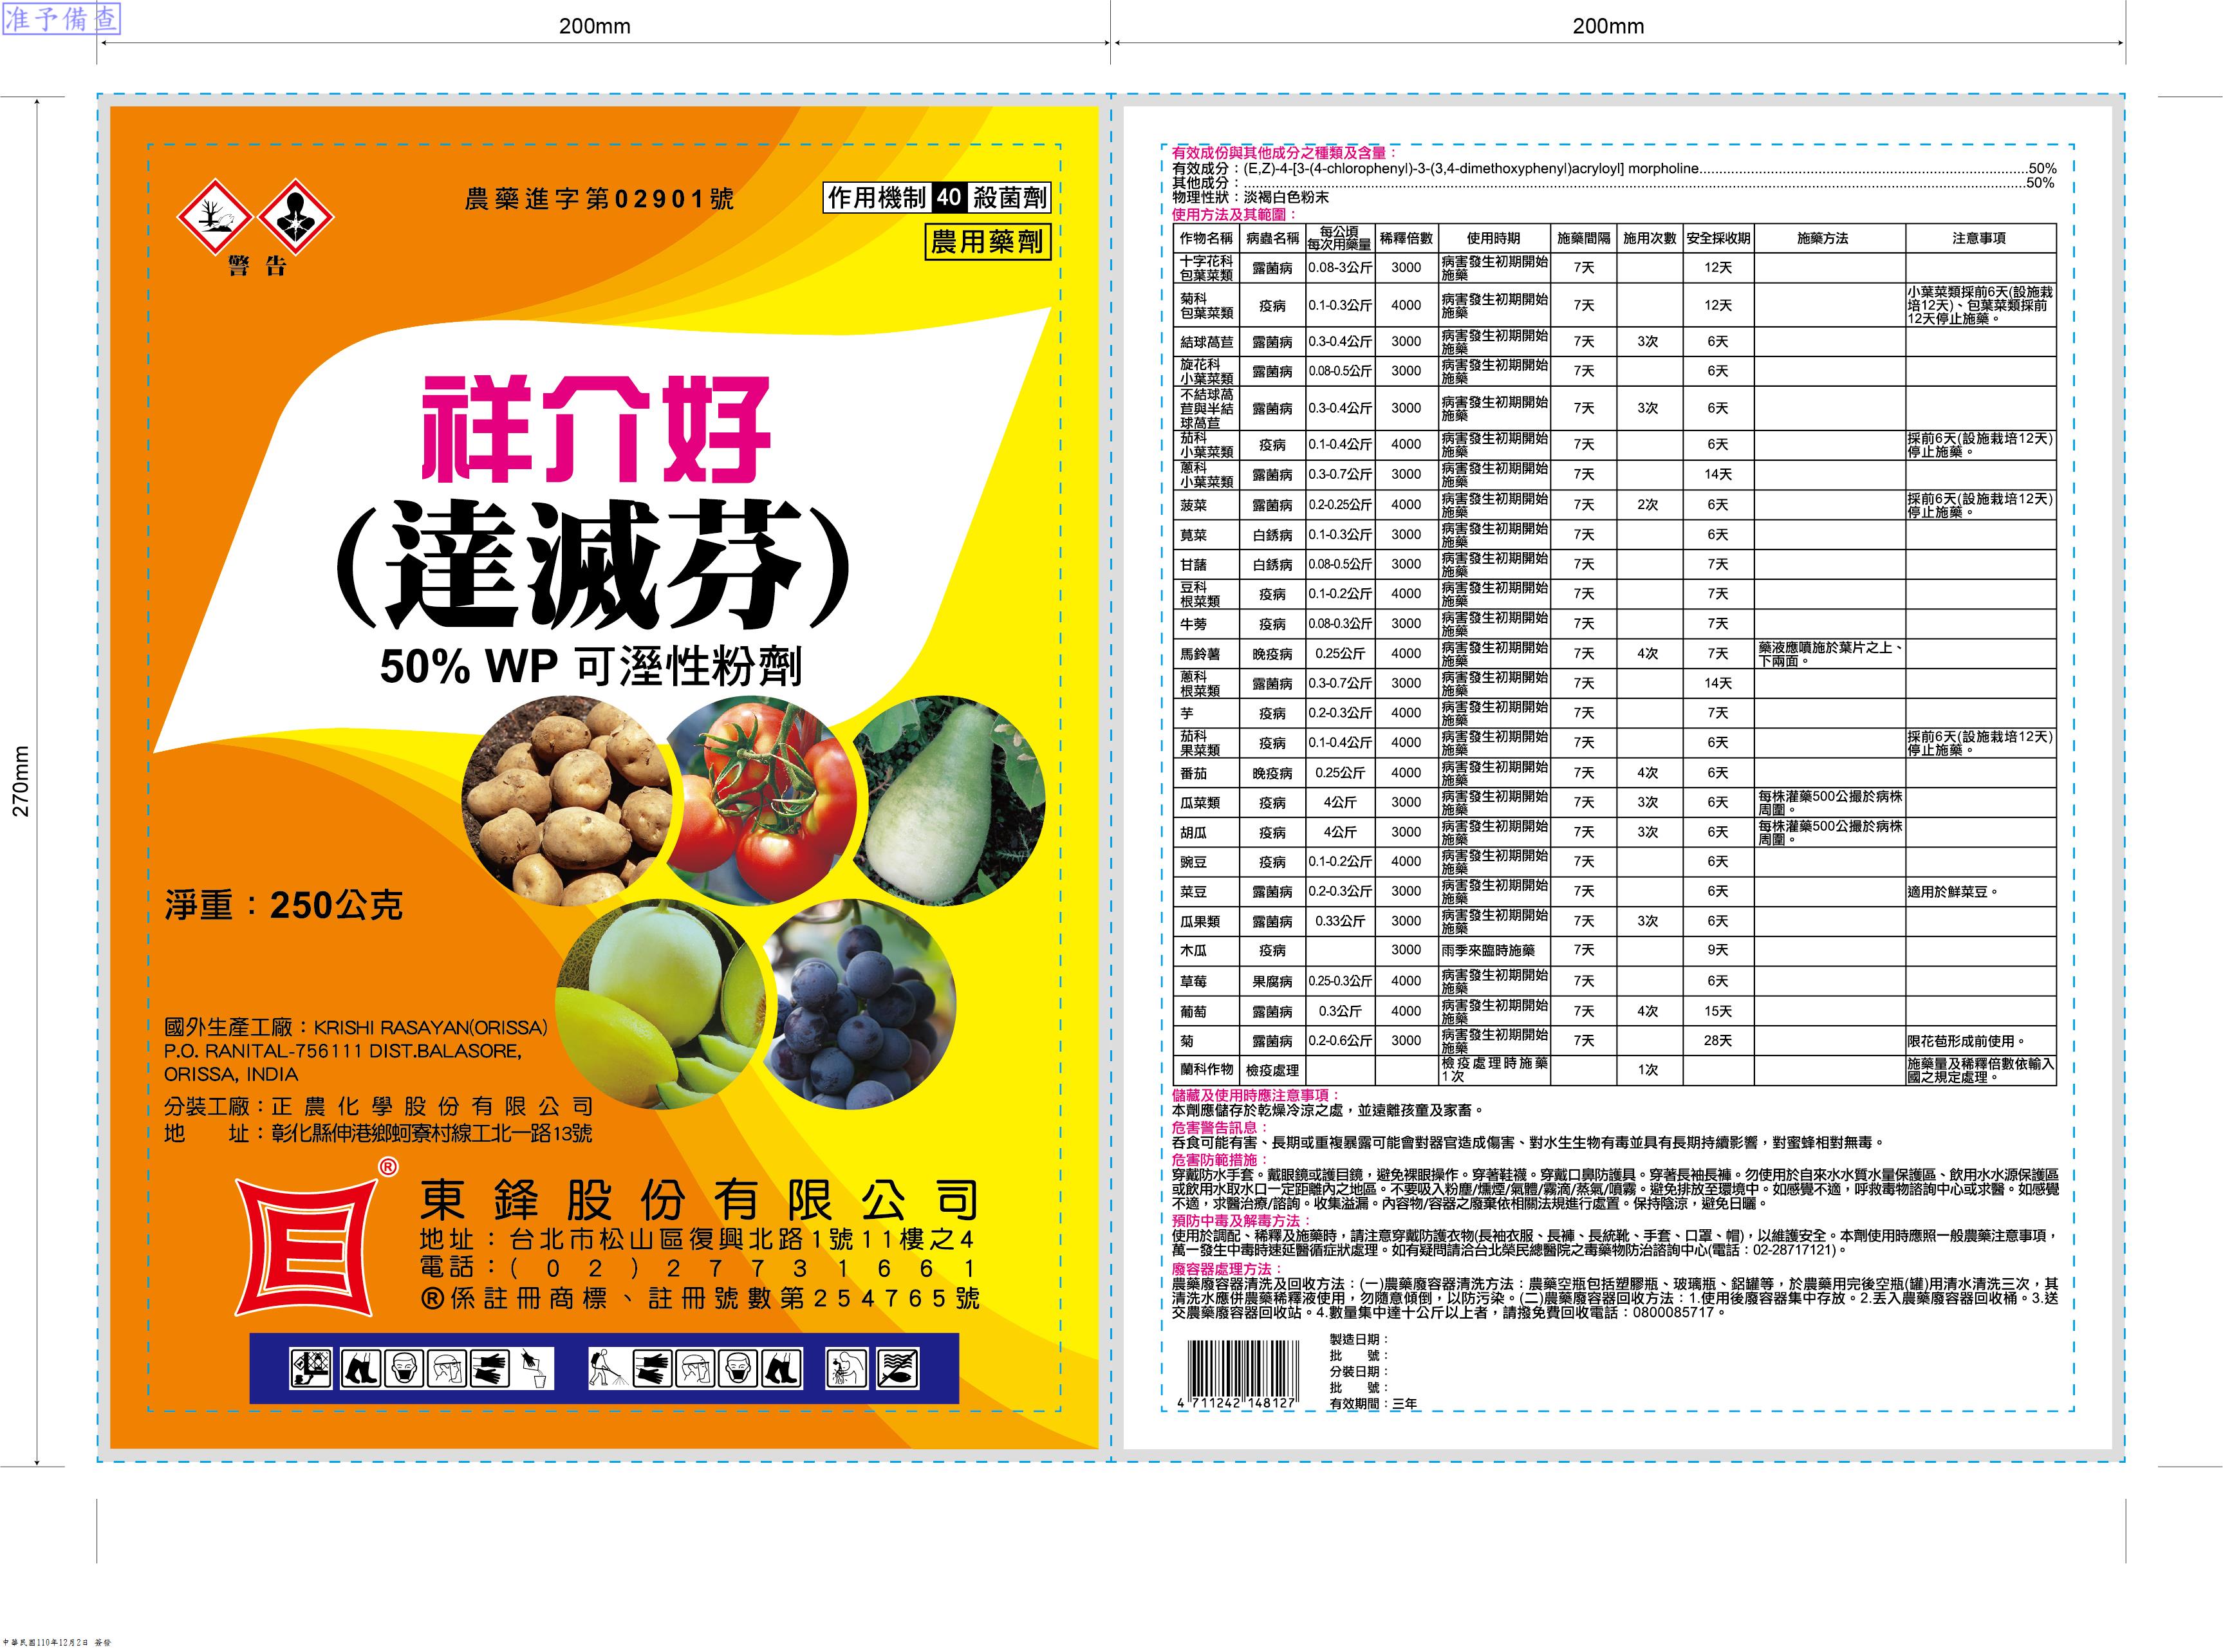 准予備查
200mm
200mm
270mm
農藥進字第02901號
作用機制 40 殺菌劑
農用藥劑
警告
祥介好
(達滅芬)
50% WP 可溼性粉劑
淨重：250公克
國外生產工廠：KRISHI RASAYAN(ORISSA)
P.O. RANITAL-756111 DIST.BALASORE,
ORISSA, INDIA
分裝工廠：正農化學股份有限公司
地　　址：彰化縣伸港鄉蚵寮村線工北一路13號
®
東鋒股份有限公司
地址：台北市松山區復興北路1號11樓之4
電話：(02)27731661
®係註冊商標、註冊號數第254765號
有效成份與其他成分之種類及含量：
有效成分：(E,Z)-4-[3-(4-chlorophenyl)-3-(3,4-dimethoxyphenyl)acryloyl] morpholine........50%
其他成分：........50%
物理性狀：淡褐白色粉末
使用方法及其範圍：
作物名稱 病蟲名稱 每公頃每次用藥量 稀釋倍數 使用時期 施藥間隔 施用次數 安全採收期 施藥方法 注意事項
十字花科包葉菜類 露菌病 0.08-3公斤 3000 病害發生初期開始施藥 7天 12天
菊科包葉菜類 疫病 0.1-0.3公斤 4000 病害發生初期開始施藥 7天 12天 小葉菜類採前6天(設施栽培12天)、包葉菜類採前12天停止施藥。
結球萵苣 露菌病 0.3-0.4公斤 3000 病害發生初期開始施藥 7天 3次 6天
旋花科小葉菜類 露菌病 0.08-0.5公斤 3000 病害發生初期開始施藥 7天 6天
不結球萵苣與半結球萵苣 露菌病 0.3-0.4公斤 3000 病害發生初期開始施藥 7天 3次 6天
茄科小葉菜類 疫病 0.1-0.4公斤 4000 病害發生初期開始施藥 7天 6天 採前6天(設施栽培12天)停止施藥。
蔥科小葉菜類 露菌病 0.3-0.7公斤 3000 病害發生初期開始施藥 7天 14天
菠菜 露菌病 0.2-0.25公斤 4000 病害發生初期開始施藥 7天 2次 6天 採前6天(設施栽培12天)停止施藥。
莧菜 白銹病 0.1-0.3公斤 3000 病害發生初期開始施藥 7天 6天
甘藷 白銹病 0.08-0.5公斤 3000 病害發生初期開始施藥 7天 7天
豆科根菜類 疫病 0.1-0.2公斤 4000 病害發生初期開始施藥 7天 7天
牛蒡 疫病 0.08-0.3公斤 3000 病害發生初期開始施藥 7天 7天
馬鈴薯 晚疫病 0.25公斤 4000 病害發生初期開始施藥 7天 4次 7天 藥液應噴施於葉片之上、下兩面。
蔥科根菜類 露菌病 0.3-0.7公斤 3000 病害發生初期開始施藥 7天 14天
芋 疫病 0.2-0.3公斤 4000 病害發生初期開始施藥 7天 7天
茄科果菜類 疫病 0.1-0.4公斤 4000 病害發生初期開始施藥 7天 6天 採前6天(設施栽培12天)停止施藥。
番茄 晚疫病 0.25公斤 4000 病害發生初期開始施藥 7天 4次 6天
瓜菜類 疫病 4公斤 3000 病害發生初期開始施藥 7天 3次 6天 每株灌藥500公撮於病株周圍。
胡瓜 疫病 4公斤 3000 病害發生初期開始施藥 7天 3次 6天 每株灌藥500公撮於病株周圍。
豌豆 疫病 0.1-0.2公斤 4000 病害發生初期開始施藥 7天 6天
菜豆 露菌病 0.2-0.3公斤 3000 病害發生初期開始施藥 7天 6天 適用於鮮菜豆。
瓜果類 露菌病 0.33公斤 3000 病害發生初期開始施藥 7天 3次 6天
木瓜 疫病 3000 雨季來臨時施藥 7天 9天
草莓 果腐病 0.25-0.3公斤 4000 病害發生初期開始施藥 7天 6天
葡萄 露菌病 0.3公斤 4000 病害發生初期開始施藥 7天 4次 15天
菊 露菌病 0.2-0.6公斤 3000 病害發生初期開始施藥 7天 28天 限花苞形成前使用。
蘭科作物 檢疫處理 檢疫處理時施藥1次 1次 施藥量及稀釋倍數依輸入國之規定處理。
儲藏及使用時應注意事項：
本劑應儲存於乾燥冷涼之處，並遠離孩童及家畜。
危害警告訊息：
吞食可能有害、長期或重複暴露可能會對器官造成傷害、對水生生物有毒並具有長期持續影響，對蜜蜂相對無毒。
危害防範措施：
穿戴防水手套。戴眼鏡或護目鏡，避免裸眼操作。穿著鞋襪。穿戴口鼻防護具。穿著長袖長褲。勿使用於自來水水質水量保護區、飲用水水源保護區
或飲用水取水口一定距離內之地區。不要吸入粉塵/燻煙/氣體/霧滴/蒸氣/噴霧。避免排放至環境中。如感覺不適，呼救毒物諮詢中心或求醫。如感覺
不適，求醫治療/諮詢。收集溢漏。內容物/容器之廢棄依相關法規進行處置。保持陰涼，避免日曬。
預防中毒及解毒方法：
使用於調配、稀釋及施藥時，請注意穿戴防護衣物(長袖衣服、長褲、長統靴、手套、口罩、帽)，以維護安全。本劑使用時應照一般農藥注意事項，
萬一發生中毒時速延醫循症狀處理。如有疑問請洽台北榮民總醫院之毒藥物防治諮詢中心(電話：02-28717121)。
廢容器處理方法：
農藥廢容器清洗及回收方法：(一)農藥廢容器清洗方法：農藥空瓶包括塑膠瓶、玻璃瓶、鋁罐等，於農藥用完後空瓶(罐)用清水清洗三次，其
清洗水應併農藥稀釋液使用，勿隨意傾倒，以防污染。(二)農藥廢容器回收方法：1.使用後廢容器集中存放。2.丟入農藥廢容器回收桶。3.送
交農藥廢容器回收站。4.數量集中達十公斤以上者，請撥免費回收電話：0800085717。
製造日期：
批　　號：
分裝日期：
批　　號：
有效期間：三年
4 711242 148127
中華民國110年12月2日 簽發